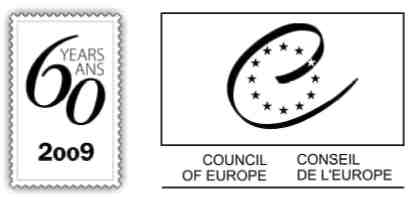 60
YEARS
ANS
2009
COUNCIL
OF EUROPE
CONSEIL
DE L'EUROPE